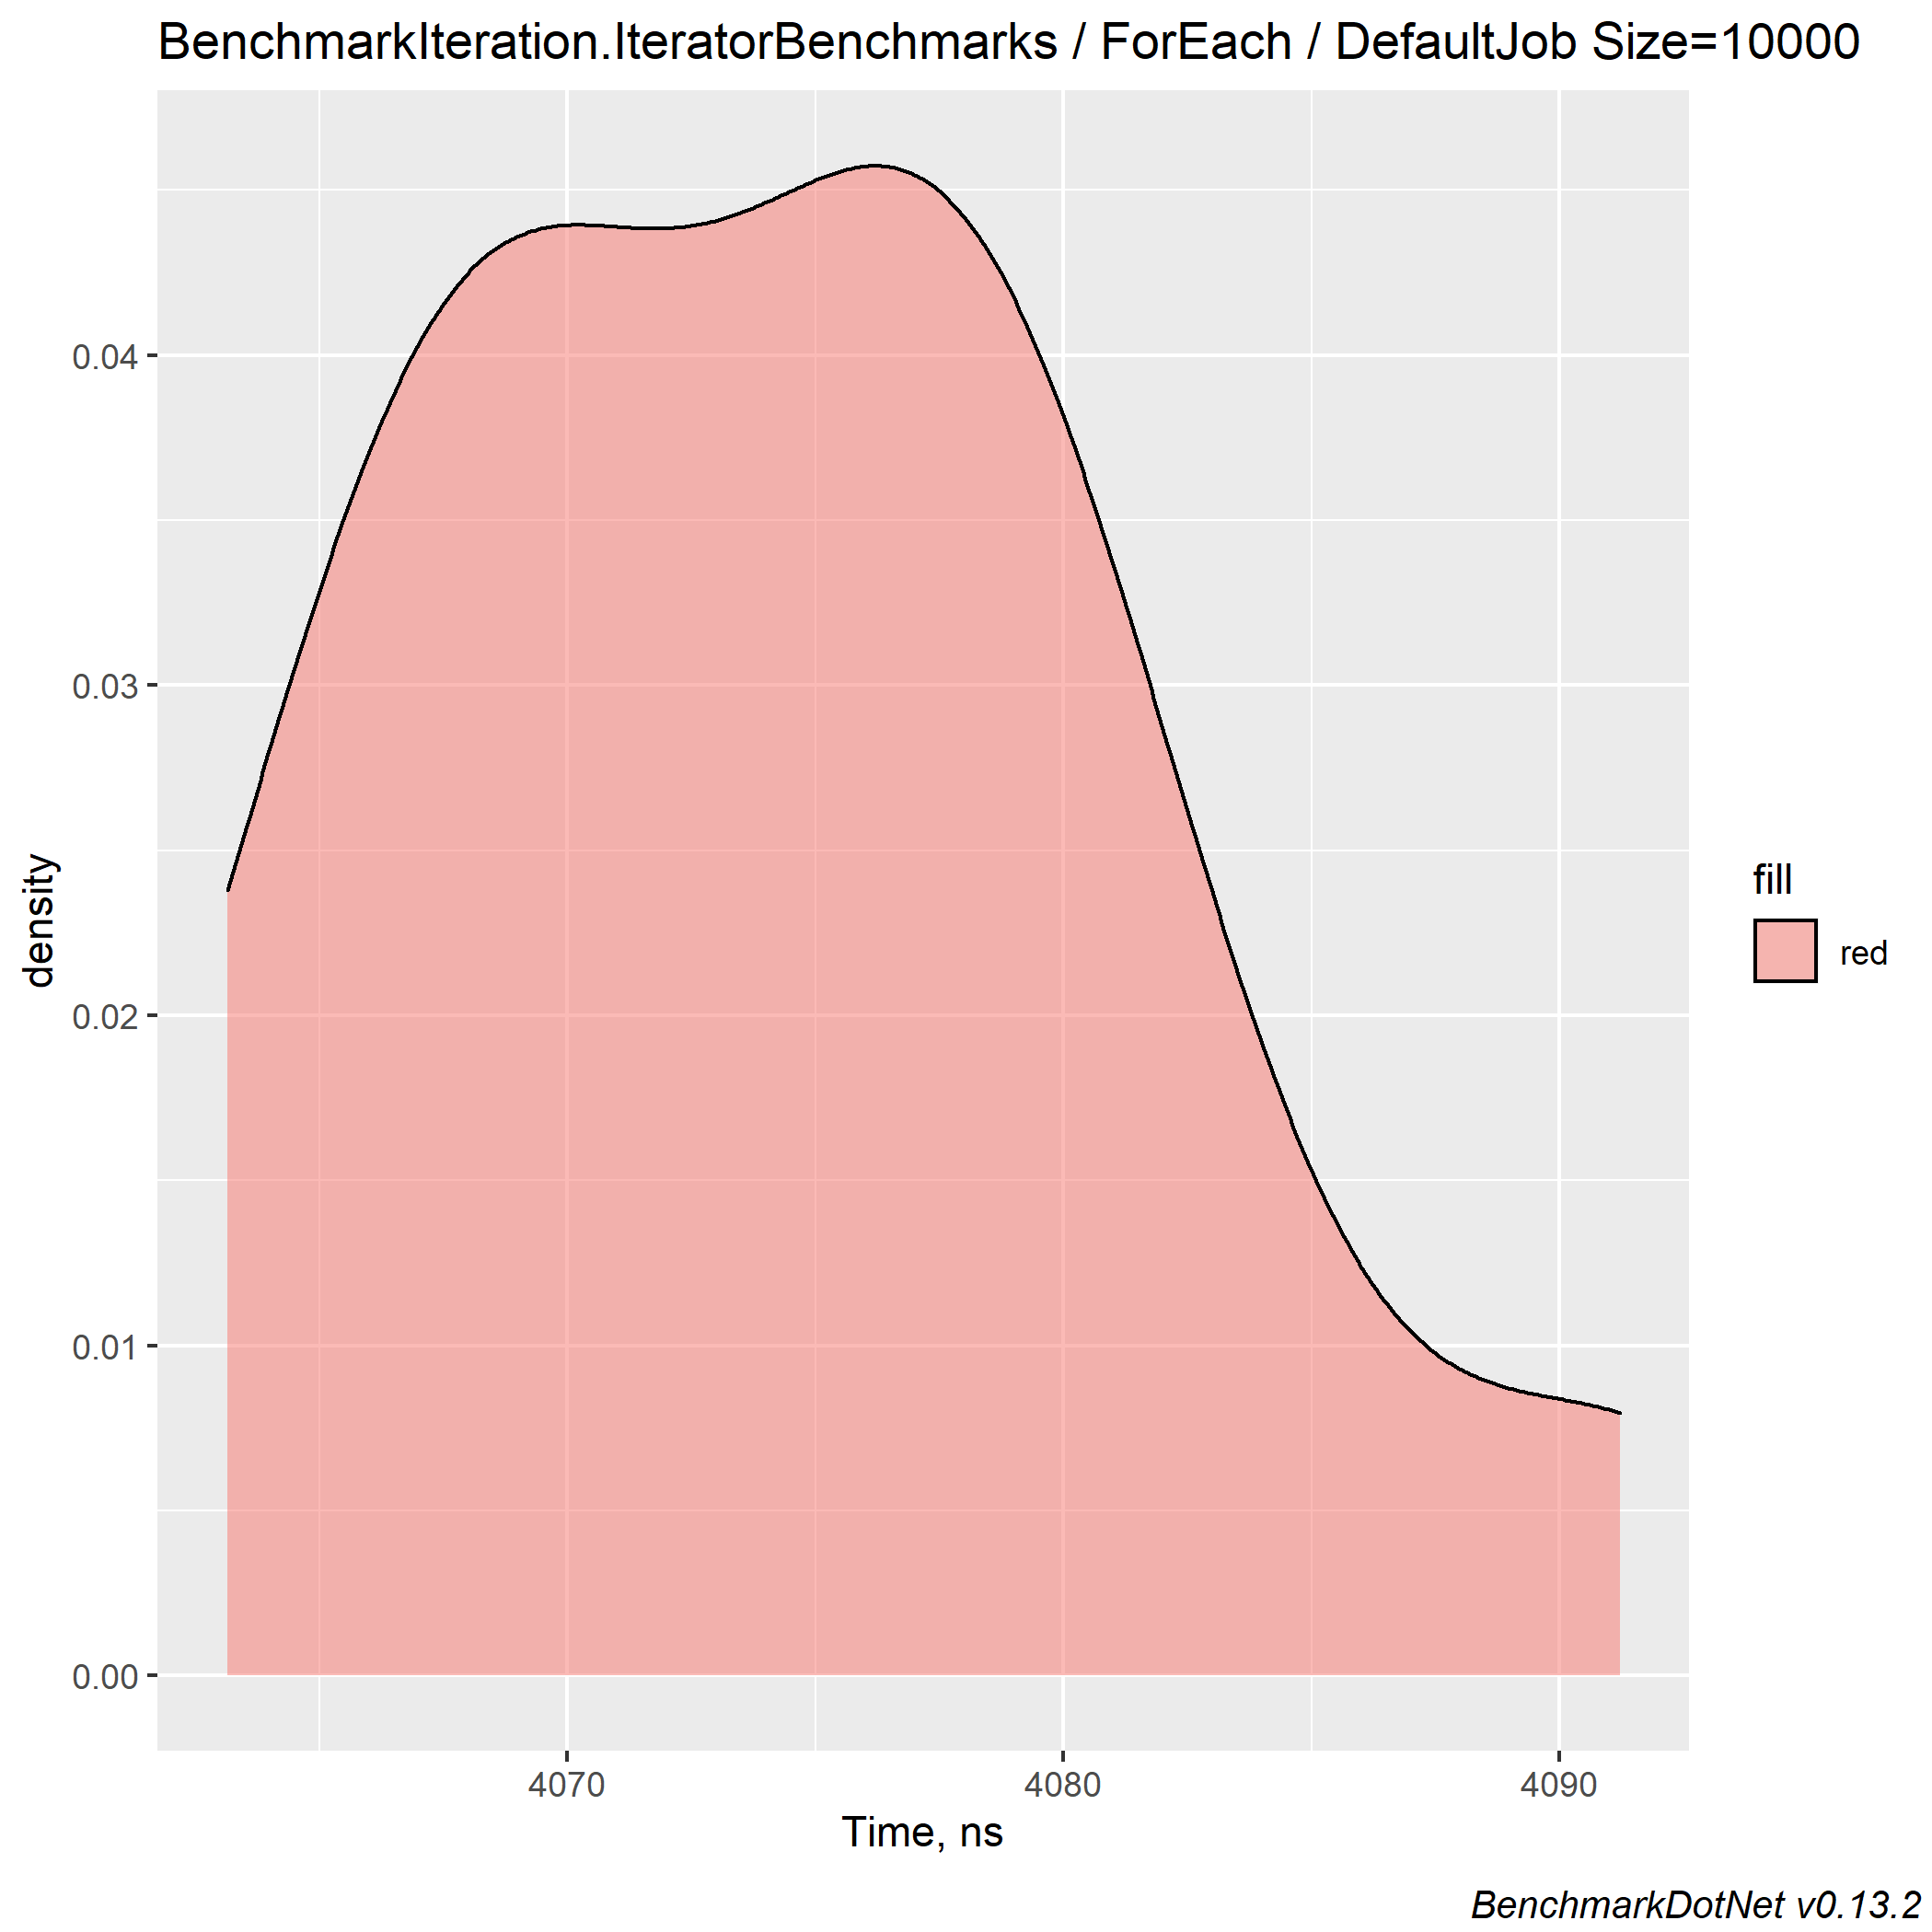 BenchmarkIteration.IteratorBenchmarks / ForEach / DefaultJob Size=10000
0.04
0.03
0.02
0.01
0.00
density
4070 4080 4090
Time, ns
fill
red
BenchmarkDotNet v0.13.2